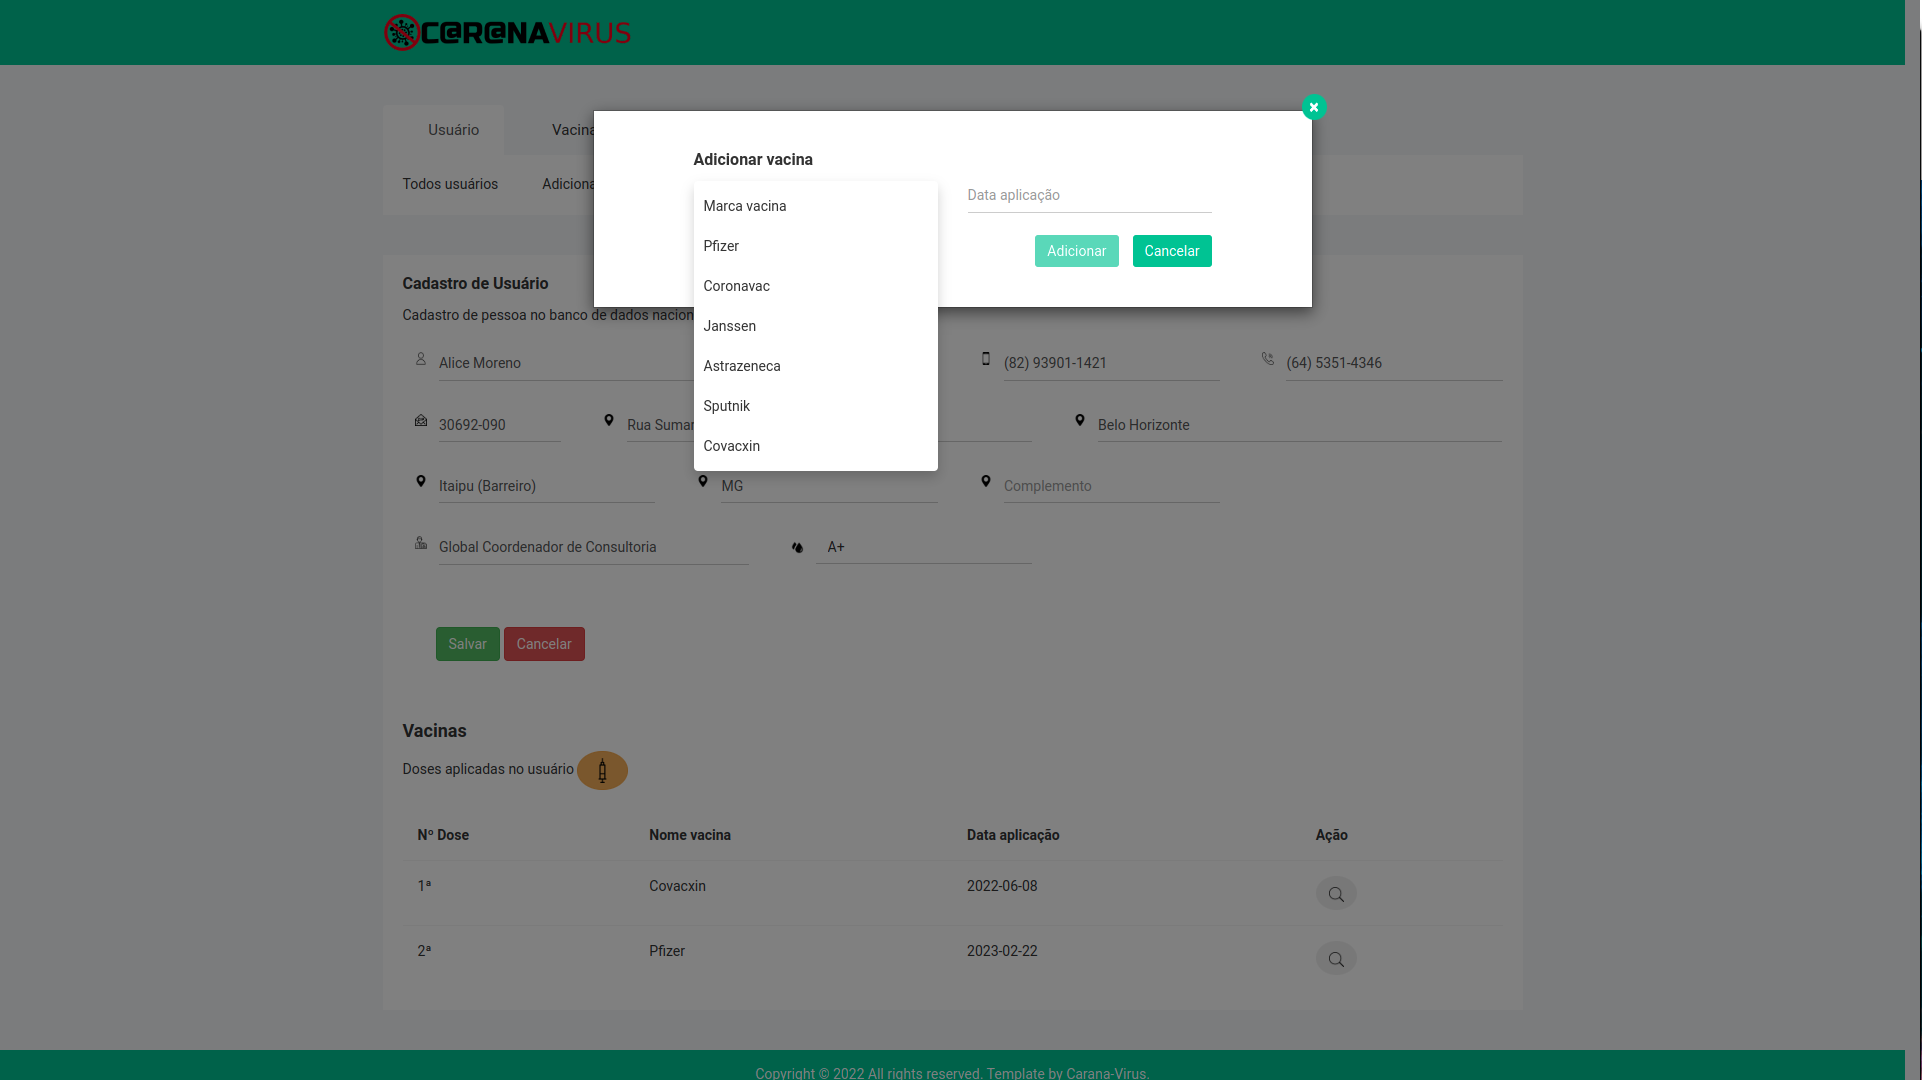 C@R@NAVIRUS
Usuário
Vacina
Todos usuários
Adiciona
Adicionar vacina
Marca vacina
Pfizer
Coronavac
Janssen
Astrazeneca
Sputnik
Covacxin
Data aplicação
Adicionar
Cancelar
Cadastro de Usuário
Cadastro de pessoa no banco de dados nacion
Alice Moreno
(82) 93901-1421
(64) 5351-4346
30692-090
Rua Sumar
Belo Horizonte
Itaipu (Barreiro)
MG
Complemento
Global Coordenador de Consultoria
A+
Salvar
Cancelar
Vacinas
Doses aplicadas no usuário
Nº Dose Nome vacina Data aplicação Ação
1ª Covacxin 2022-06-08
2ª Pfizer 2023-02-22
Copyright © 2022 All rights reserved. Template by Carana-Virus.